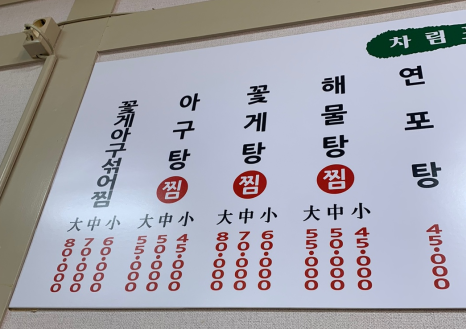 차림
꽃게아구섞어찜
大 中 小
80·000 70·000 60·000
아구탕 찜
大 中 小
55·000 50·000 45·000
꽃게탕 찜
大 中 小
80·000 70·000 60·000
해물탕 찜
大 中 小
55·000 50·000 45·000
연포탕
45·000